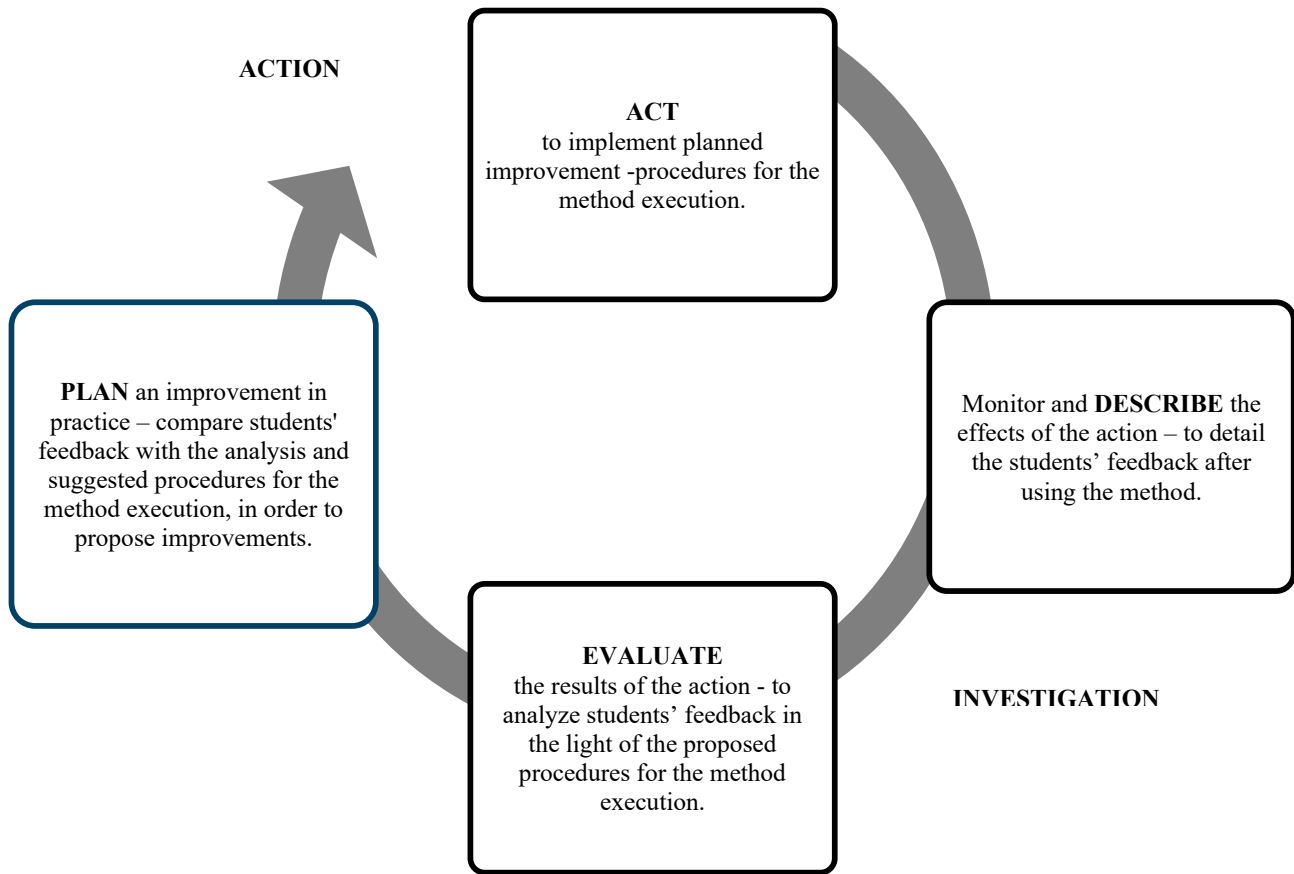 ACTION
ACT
to implement planned
improvement -procedures for the
method execution.
PLAN an improvement in
practice – compare students'
feedback with the analysis and
suggested procedures for the
method execution, in order to
propose improvements.
Monitor and DESCRIBE the
effects of the action – to detail
the students’ feedback after
using the method.
EVALUATE
the results of the action - to
analyze students’ feedback in
the light of the proposed
procedures for the method
execution.
INVESTIGATION